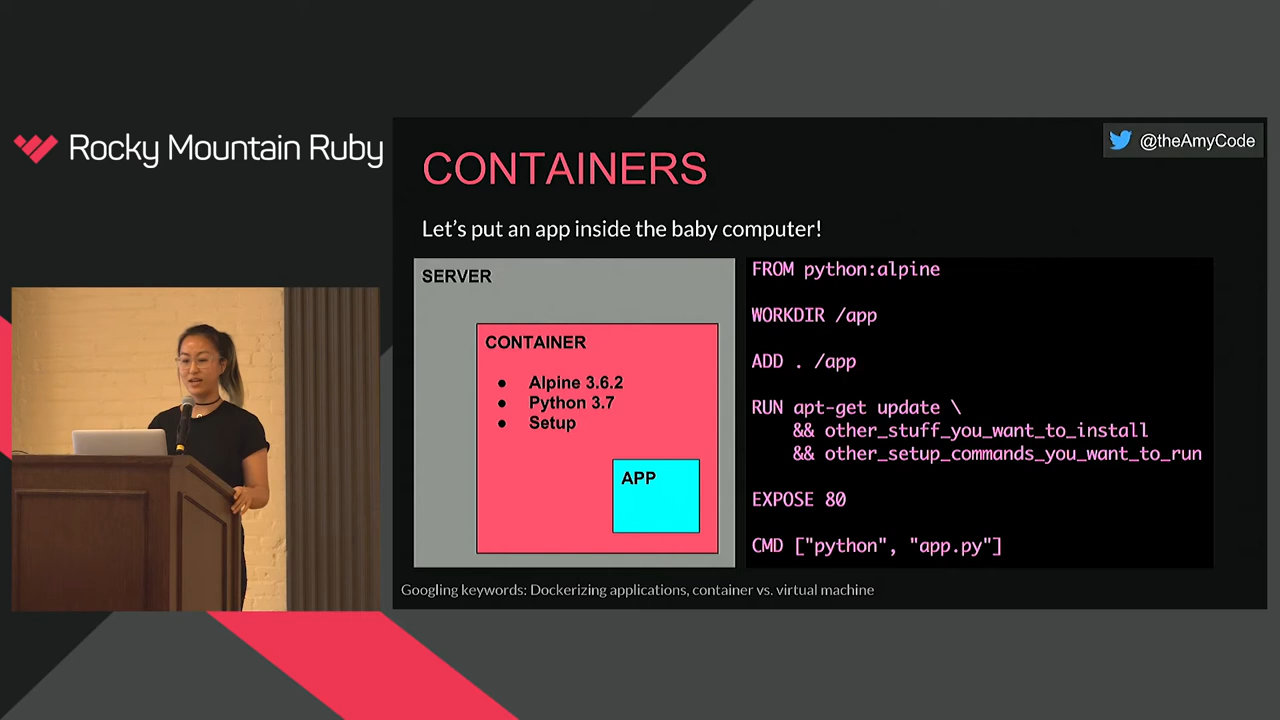 Rocky Mountain Ruby
@theAmyCode
CONTAINERS
Let's put an app inside the baby computer!
SERVER
CONTAINER
● Alpine 3.6.2
● Python 3.7
● Setup
APP
FROM python:alpine
WORKDIR /app
ADD . /app
RUN apt-get update \
&& other_stuff_you_want_to_install
&& other_setup_commands_you_want_to_run
EXPOSE 80
CMD ["python", "app.py"]
Googling keywords: Dockerizing applications, container vs. virtual machine